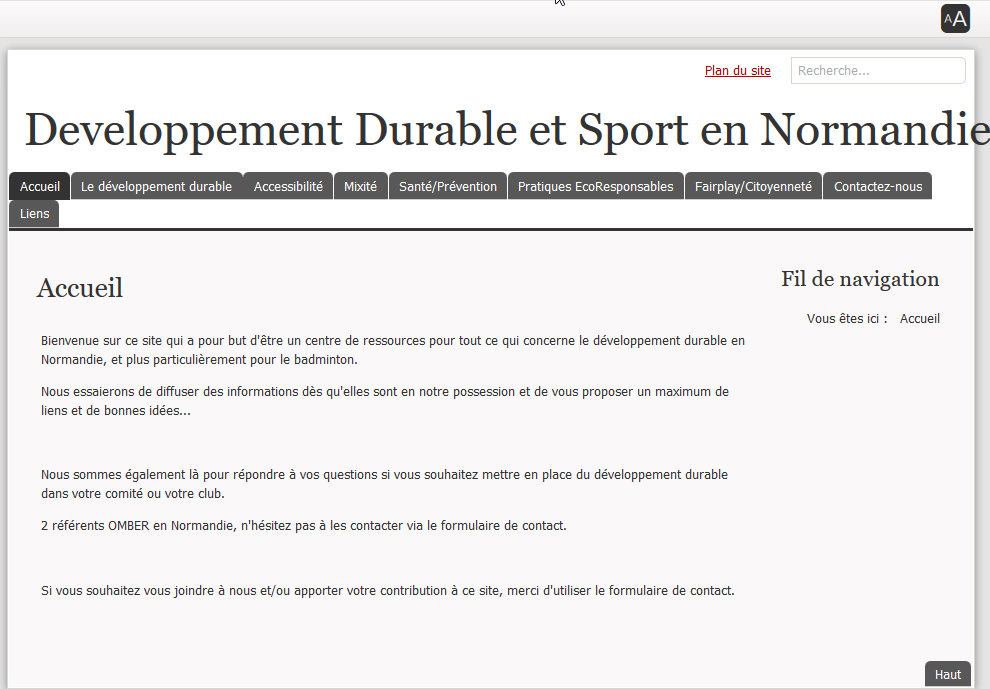 AA
Plan du site
Recherche...
Developpement Durable et Sport en Normandie
Accueil Le développement durable Accessibilité Mixité Santé/Prévention Pratiques EcoResponsables Fairplay/Citoyenneté Contactez-nous
Liens
Accueil
Fil de navigation
Vous êtes ici : Accueil
Bienvenue sur ce site qui a pour but d'être un centre de ressources pour tout ce qui concerne le développement durable en
Normandie, et plus particulièrement pour le badminton.
Nous essaierons de diffuser des informations dès qu'elles sont en notre possession et de vous proposer un maximum de
liens et de bonnes idées...
Nous sommes également là pour répondre à vos questions si vous souhaitez mettre en place du développement durable
dans votre comité ou votre club.
2 référents OMBER en Normandie, n'hésitez pas à les contacter via le formulaire de contact.
Si vous souhaitez vous joindre à nous et/ou apporter votre contribution à ce site, merci d'utiliser le formulaire de contact.
Haut